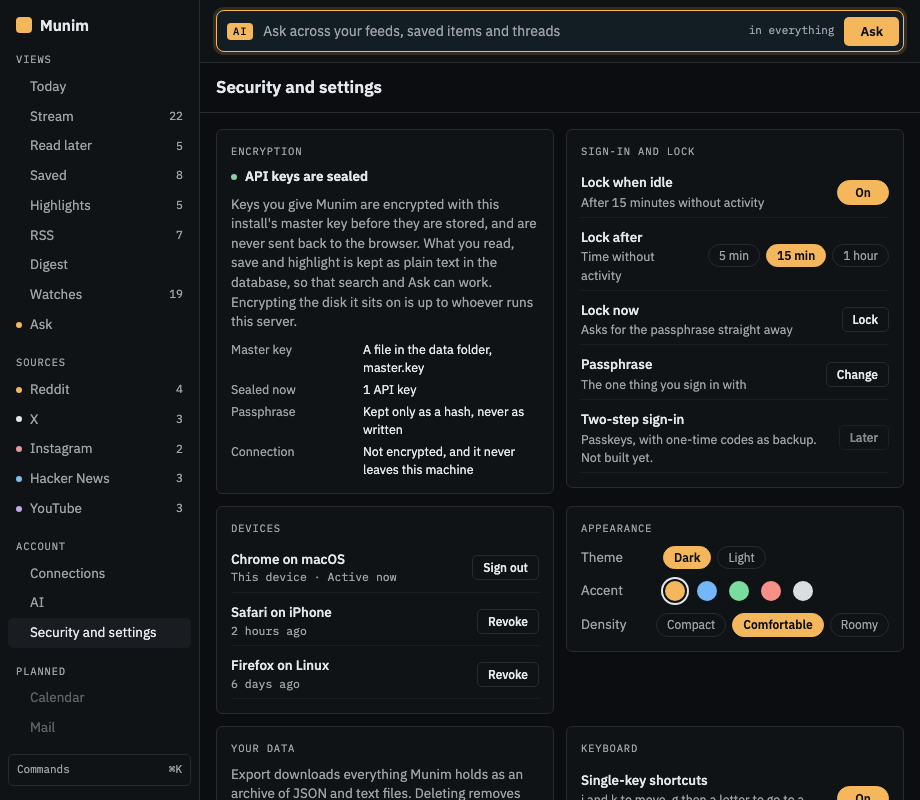 Munim
VIEWS
Today
Stream 22
Read later 5
Saved 8
Highlights 5
RSS 7
Digest
Watches 19
Ask
SOURCES
Reddit 4
X 3
Instagram 2
Hacker News 3
YouTube 3
ACCOUNT
Connections
AI
Security and settings
PLANNED
Calendar
Mail
Commands ⌘K
AI Ask across your feeds, saved items and threads in everything Ask
Security and settings
ENCRYPTION
API keys are sealed
Keys you give Munim are encrypted with this
install's master key before they are stored, and are
never sent back to the browser. What you read,
save and highlight is kept as plain text in the
database, so that search and Ask can work.
Encrypting the disk it sits on is up to whoever runs
this server.
Master key A file in the data folder,
master.key
Sealed now 1 API key
Passphrase Kept only as a hash, never as
written
Connection Not encrypted, and it never
leaves this machine
SIGN-IN AND LOCK
Lock when idle
After 15 minutes without activity
On
Lock after
Time without
activity
5 min 15 min 1 hour
Lock now
Asks for the passphrase straight away
Lock
Passphrase
The one thing you sign in with
Change
Two-step sign-in
Passkeys, with one-time codes as backup.
Not built yet.
Later
DEVICES
Chrome on macOS
This device · Active now
Sign out
Safari on iPhone
2 hours ago
Revoke
Firefox on Linux
6 days ago
Revoke
APPEARANCE
Theme Dark Light
Accent
Density Compact Comfortable Roomy
YOUR DATA
Export downloads everything Munim holds as an
archive of JSON and text files. Deleting removes
KEYBOARD
Single-key shortcuts
j and k to move, g then a letter to go to a
On